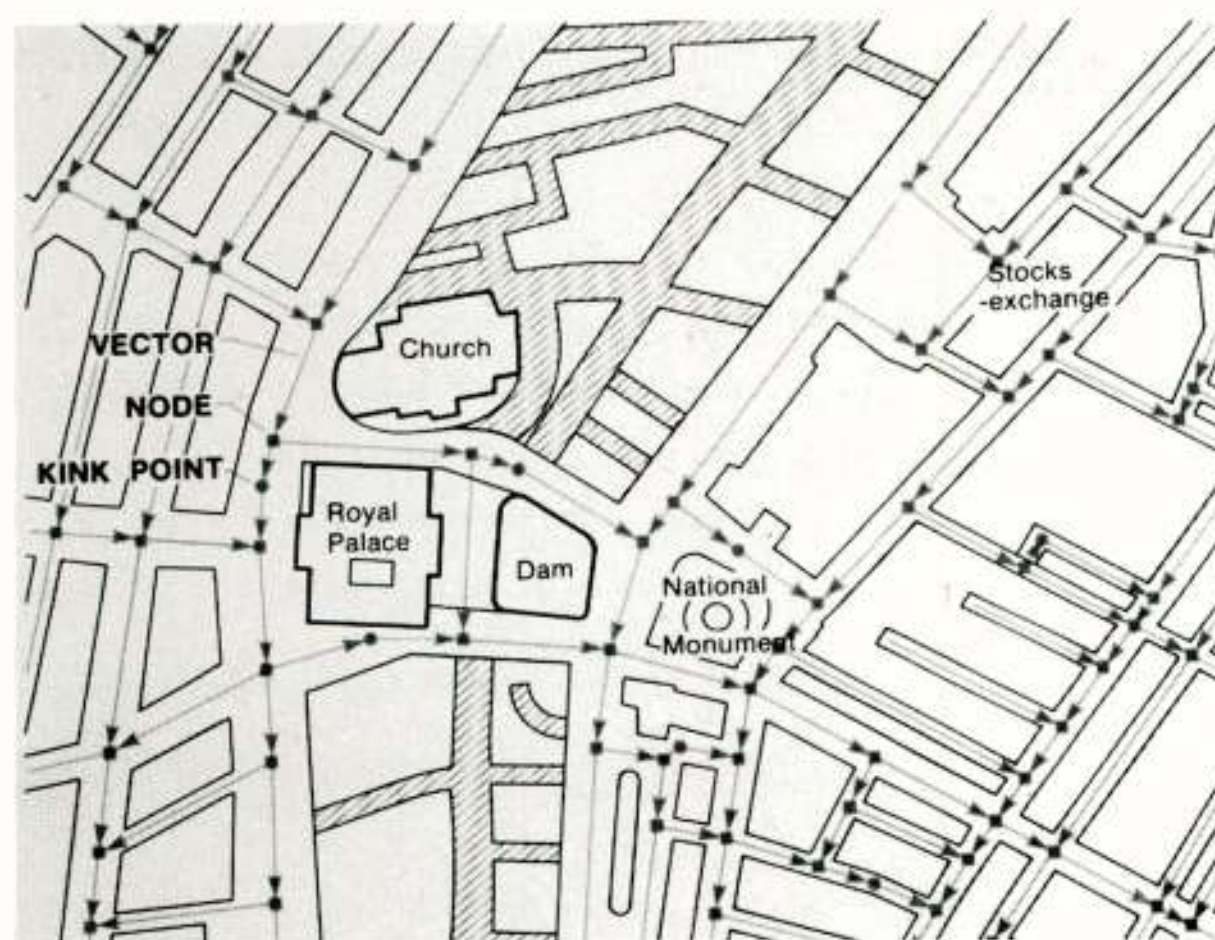 Stocks
-exchange
VECTOR
Church
NODE
KINK POINT
Royal
Palace
Dam
National
Monument